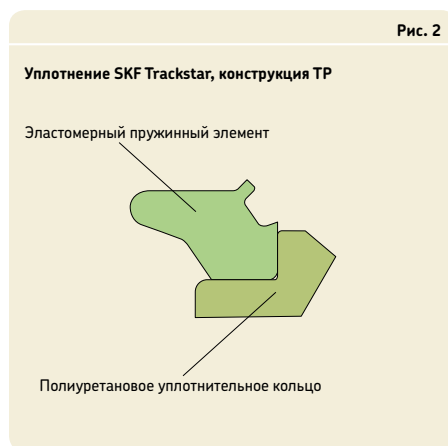 Рис. 2
Уплотнение SKF Trackstar, конструкция TP
Эластомерный пружинный элемент
Полиуретановое уплотнительное кольцо